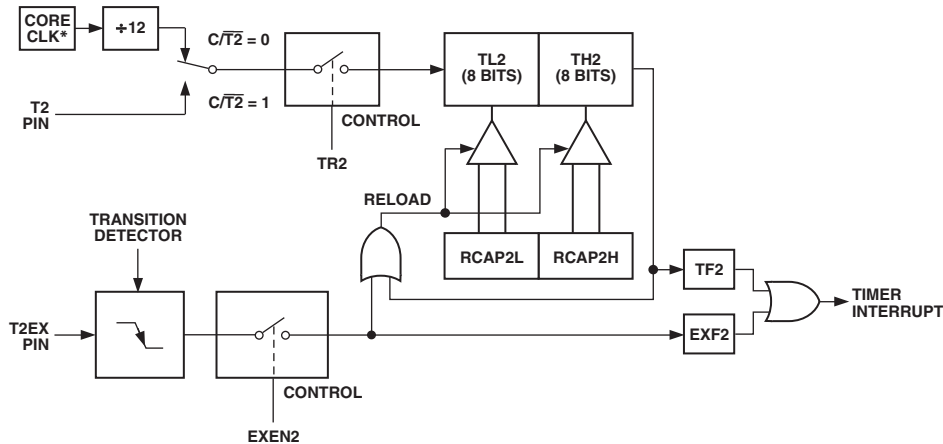 CORE
CLK*
÷12
C/T2̅ = 0
TL2
(8 BITS)
TH2
(8 BITS)
T2
PIN
C/T2̅ = 1
CONTROL
TR2
RELOAD
TRANSITION
DETECTOR
RCAP2L
RCAP2H
TF2
TIMER
INTERRUPT
T2EX
PIN
EXF2
CONTROL
EXEN2